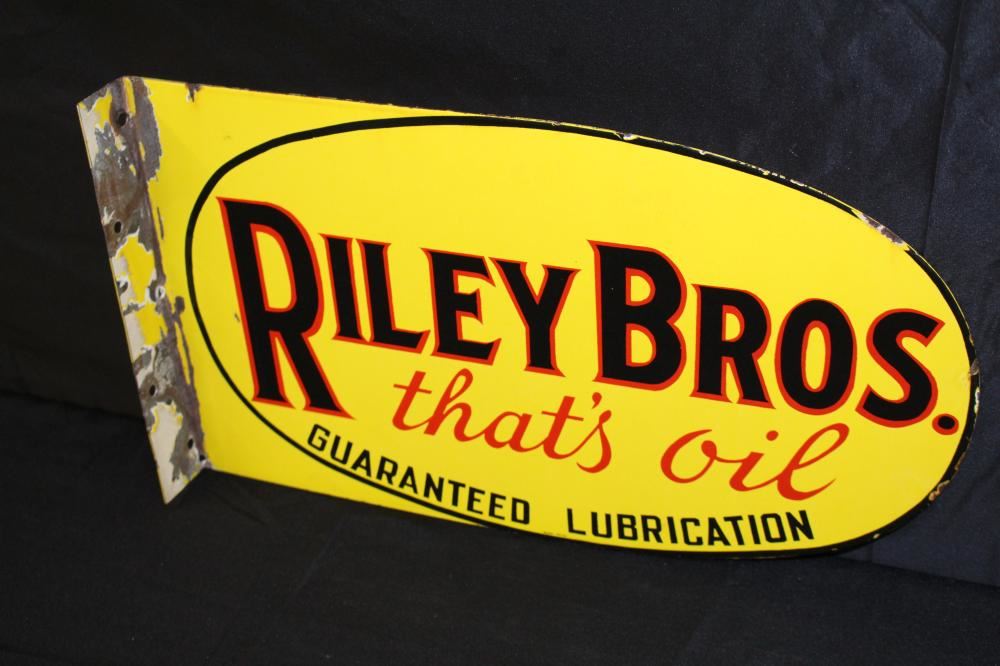 RILEY BROS.
that's oil
GUARANTEED LUBRICATION